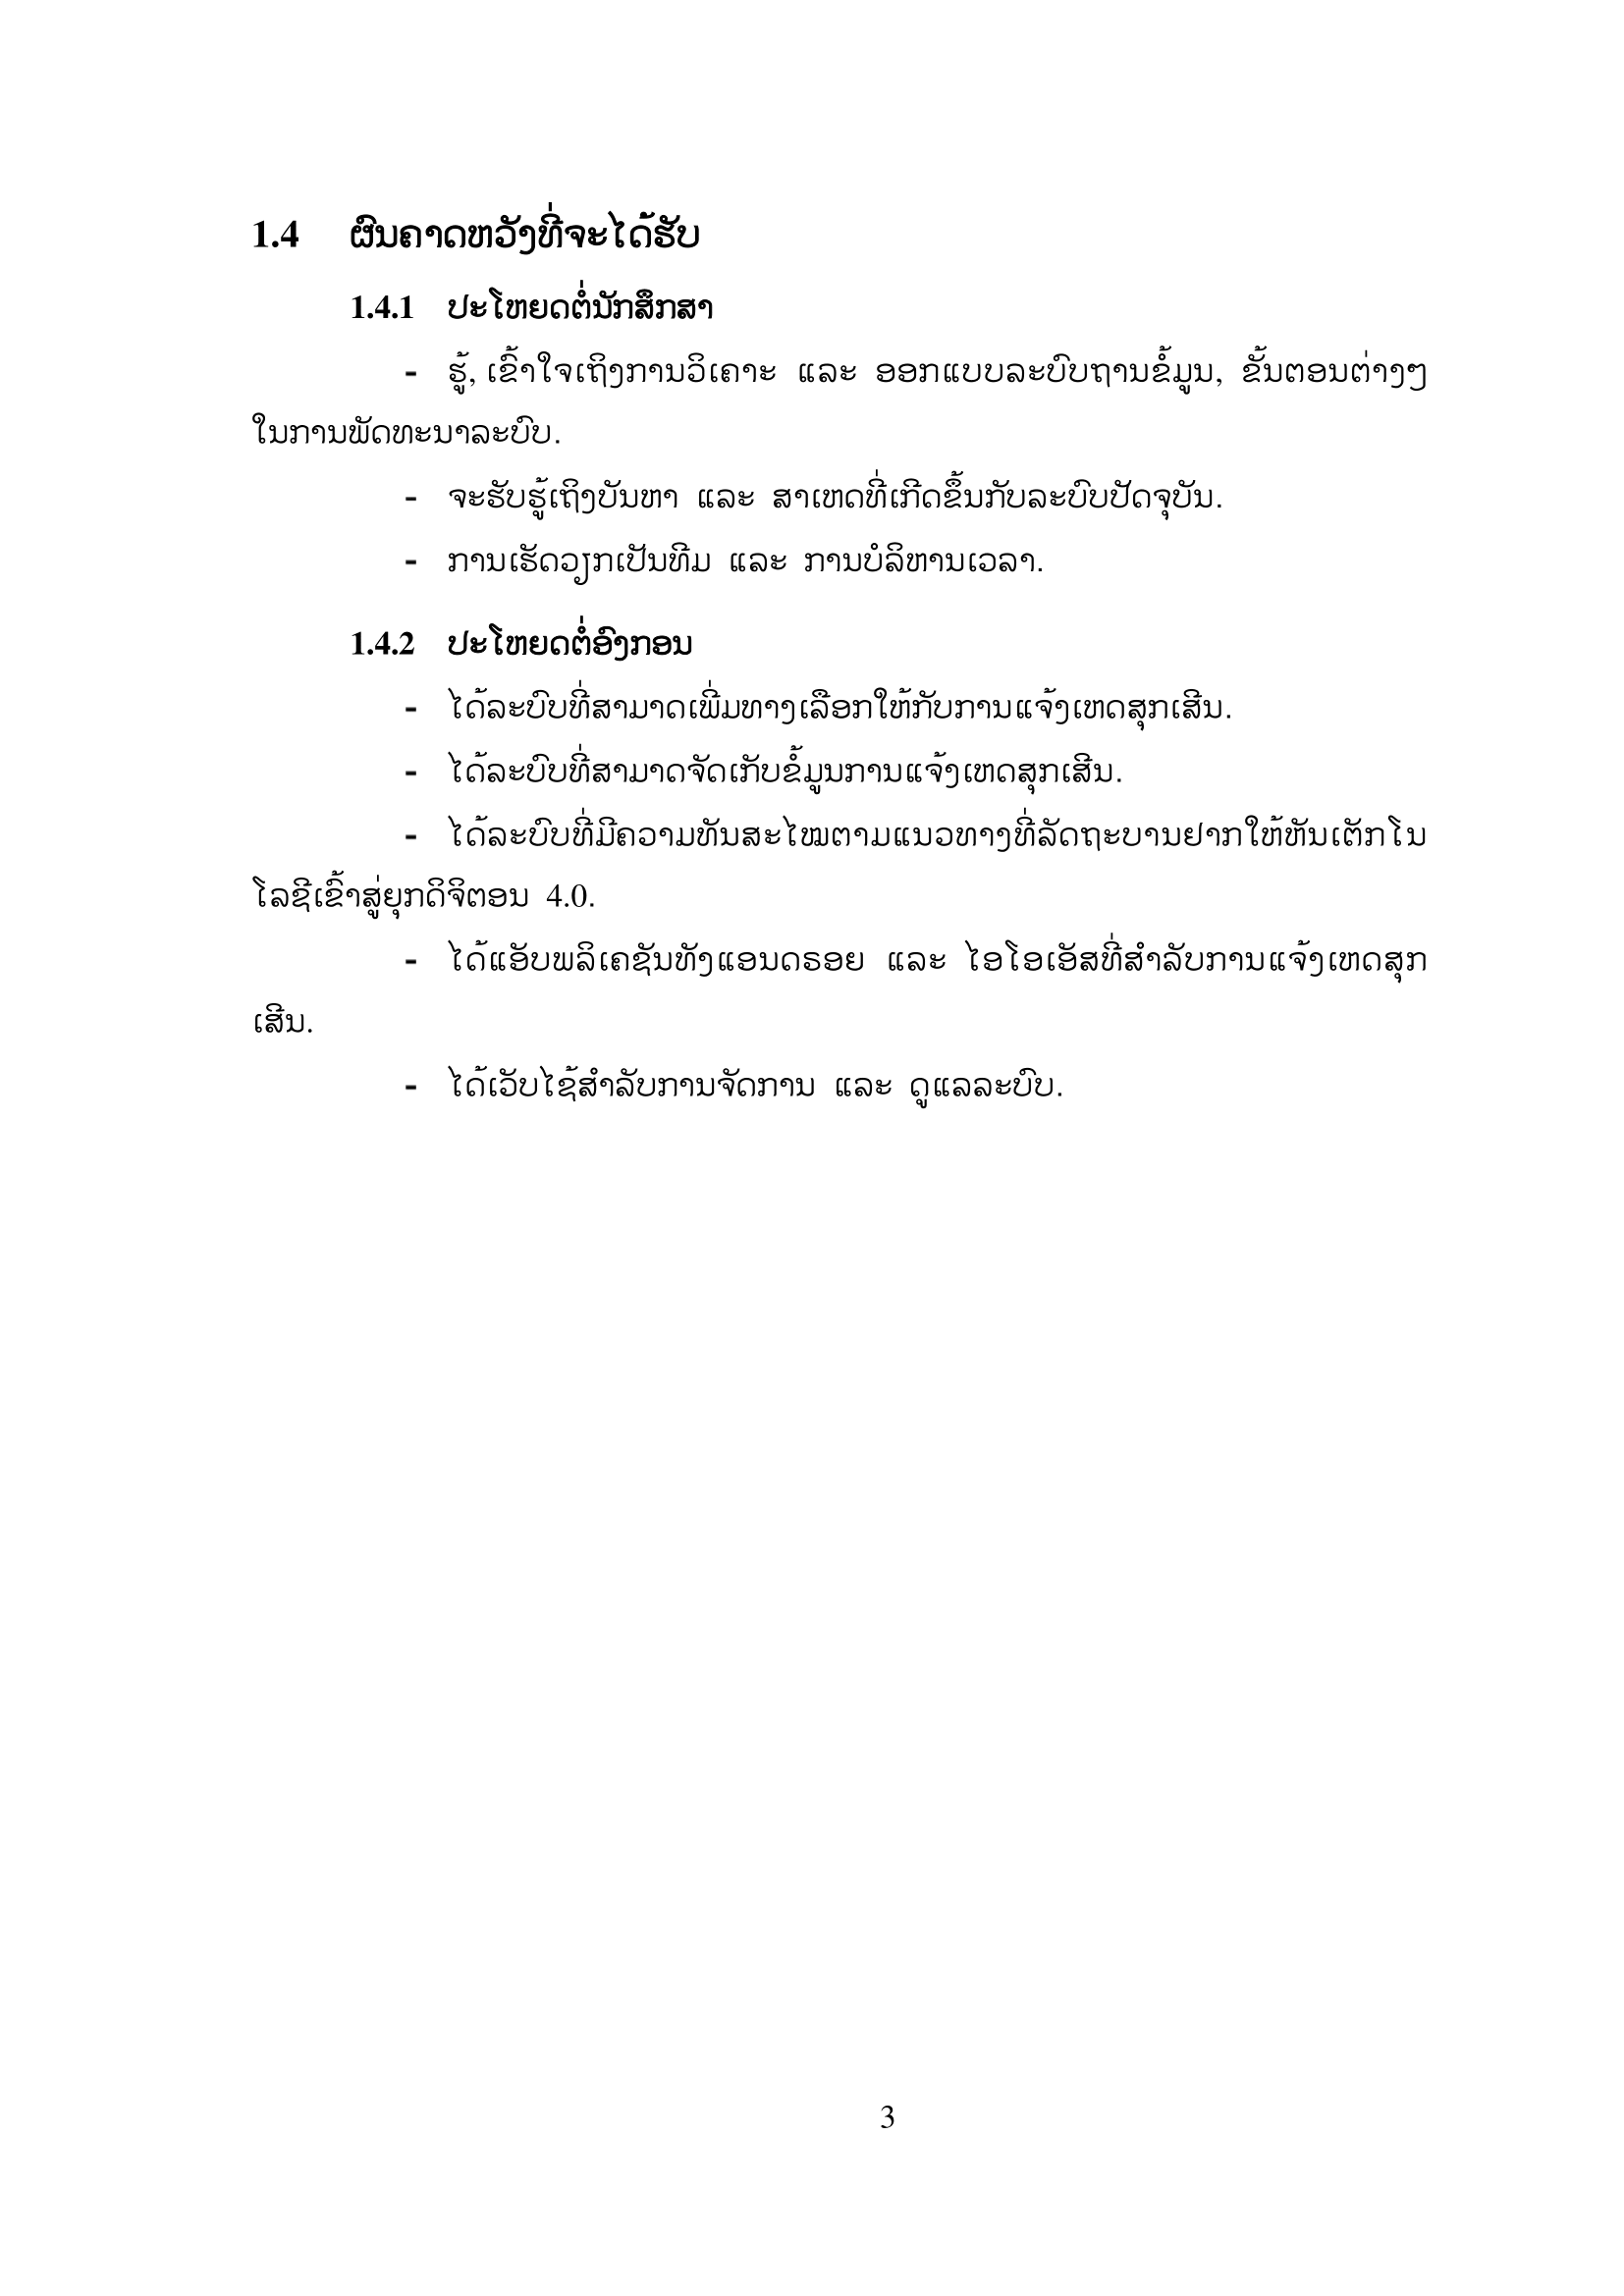 1.4 ຜົນຄາດຫວັງທີ່ຈະໄດ້ຮັບ
1.4.1 ປະໂຫຍດຕໍ່ນັກສຶກສາ
- ຮູ້, ເຂົ້າໃຈເຖິງການວິເຄາະ ແລະ ອອກແບບລະບົບຖານຂໍ້ມູນ, ຂັ້ນຕອນຕ່າງໆ
ໃນການພັດທະນາລະບົບ.
- ຈະຮັບຮູ້ເຖິງບັນຫາ ແລະ ສາເຫດທີ່ເກີດຂຶ້ນກັບລະບົບປັດຈຸບັນ.
- ການເຮັດວຽກເປັນທີມ ແລະ ການບໍລິຫານເວລາ.
1.4.2 ປະໂຫຍດຕໍ່ອົງກອນ
- ໄດ້ລະບົບທີ່ສາມາດເພີ່ມທາງເລືອກໃຫ້ກັບການແຈ້ງເຫດສຸກເສີນ.
- ໄດ້ລະບົບທີ່ສາມາດຈັດເກັບຂໍ້ມູນການແຈ້ງເຫດສຸກເສີນ.
- ໄດ້ລະບົບທີ່ມີຄວາມທັນສະໄໝຕາມແນວທາງທີ່ລັດຖະບານຢາກໃຫ້ຫັນເຕັກໂນ
ໂລຊີເຂົ້າສູ່ຍຸກດິຈິຕອນ 4.0.
- ໄດ້ແອັບພລິເຄຊັນທັງແອນດຣອຍ ແລະ ໄອໂອເອັສທີ່ສຳລັບການແຈ້ງເຫດສຸກ
ເສີນ.
- ໄດ້ເວັບໄຊ້ສຳລັບການຈັດການ ແລະ ດູແລລະບົບ.
3